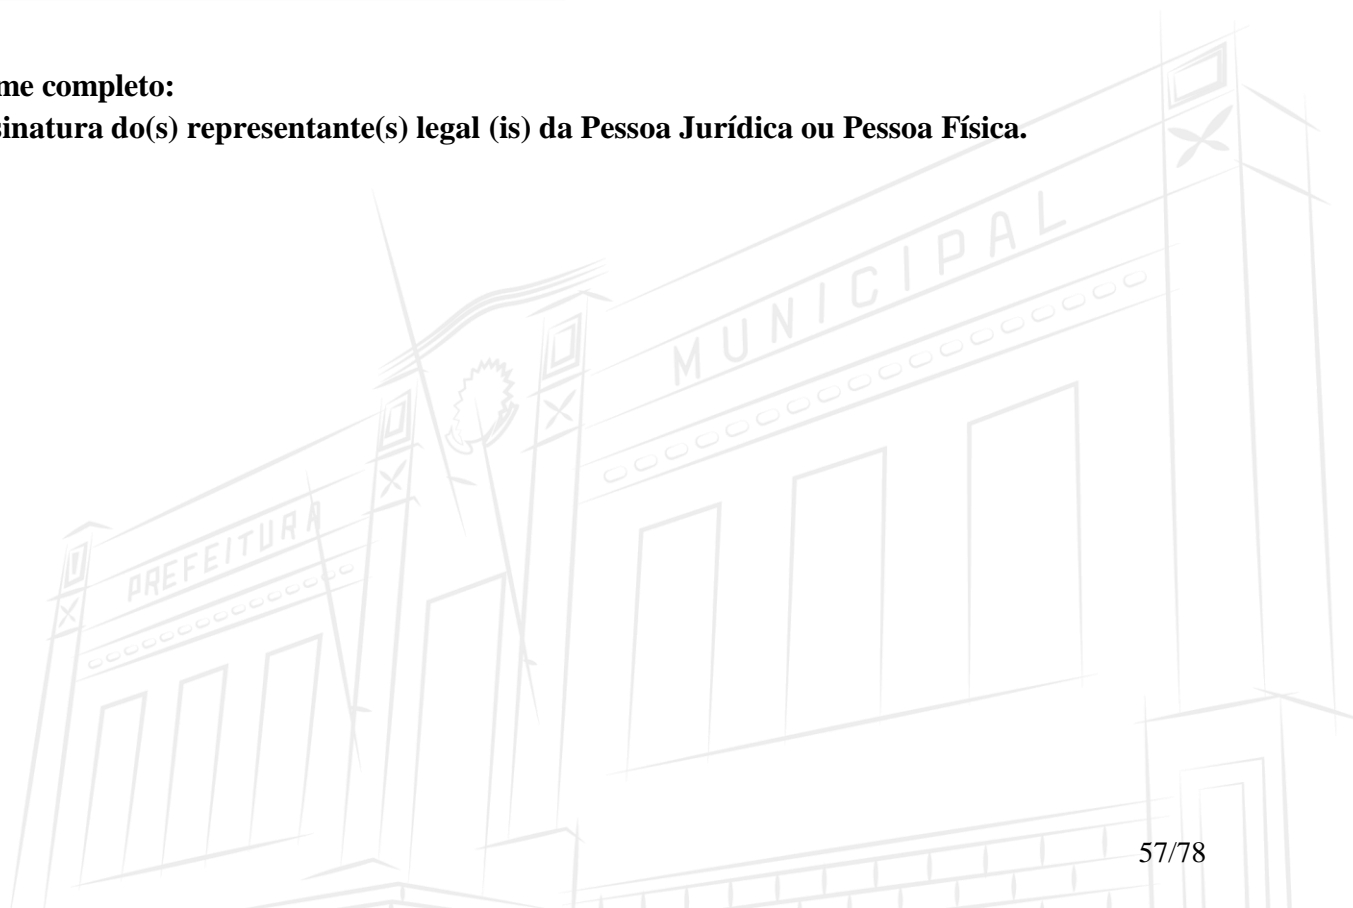 me completo:
sinatura do(s) representante(s) legal (is) da Pessoa Jurídica ou Pessoa Física.
MUNICIPAL
PREFEITURA
57/78